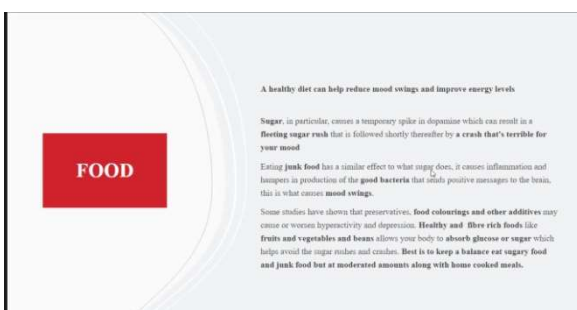 FOOD
A healthy diet can help reduce mood swings and improve energy levels
Sugar, in particular, causes a temporary spike in dopamine which can result in a
fleeting sugar rush that is followed shortly thereafter by a crash that's terrible for
your mood
Eating junk food has a similar effect to what sugar does, it causes inflammation and
hampers in production of the good bacteria that sends positive messages to the brain,
this is what causes mood swings.
Some studies have shown that preservatives, food colourings and other additives may
cause or worsen hyperactivity and depression. Healthy and fibre rich foods like
fruits and vegetables and beans allows your body to absorb glucose or sugar which
helps avoid the sugar rushes and crashes. Best is to keep a balance eat sugary food
and junk food but at moderated amounts along with home cooked meals.